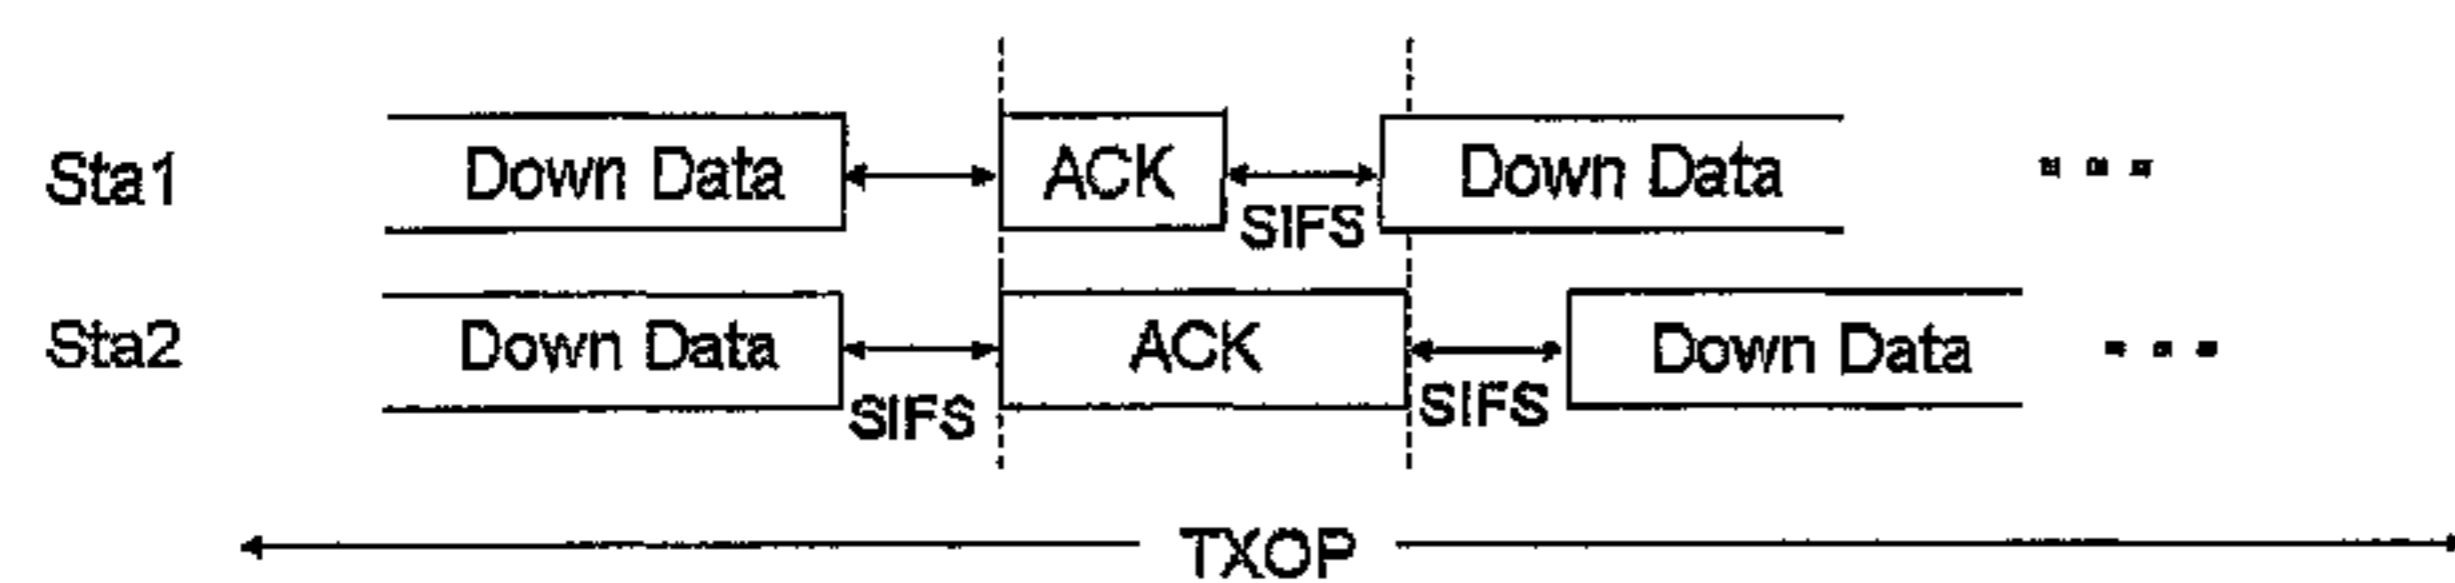 Sta1 Down Data ACK SIFS Down Data ...
Sta2 Down Data SIFS ACK SIFS Down Data ...
TXOP